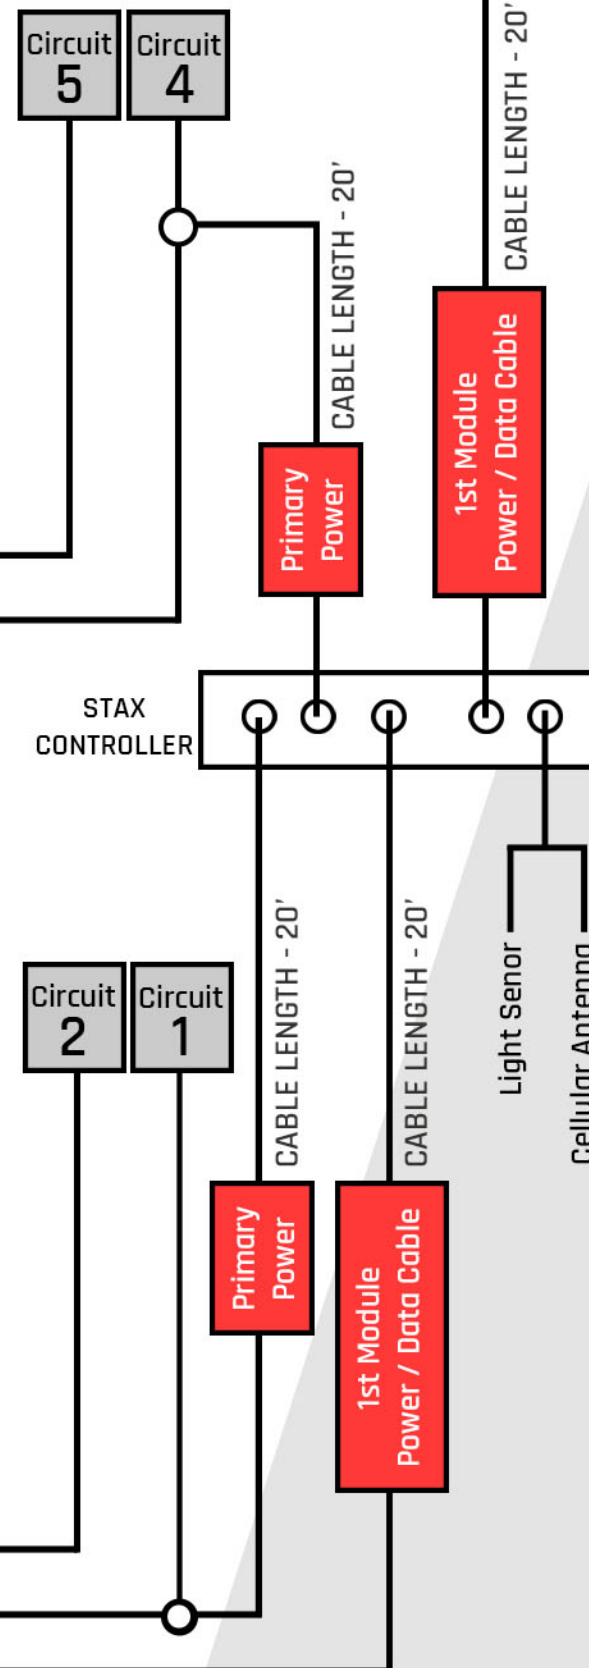 Circuit
5
Circuit
4
CABLE LENGTH - 20'
CABLE LENGTH - 20'
1st Module
Power / Data Cable
Primary
Power
STAX
CONTROLLER
CABLE LENGTH - 20'
CABLE LENGTH - 20'
Light Senor
Cellular Antenna
Circuit
2
Circuit
1
Primary
Power
1st Module
Power / Data Cable